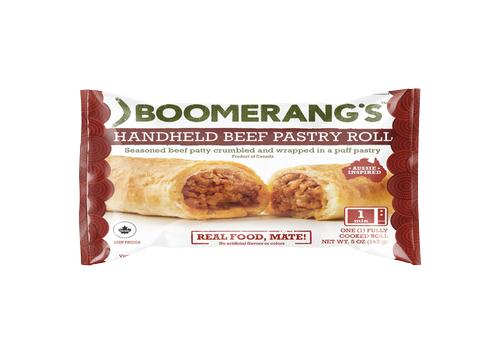 BOOMERANG'S™
HANDHELD BEEF PASTRY ROLL
Seasoned beef patty crumbled and wrapped in a puff pastry
Product of Canada
AUSSIE
INSPIRED
1
min
ONE (1) FULLY
COOKED ROLL
NET WT. 5 OZ (142 g)
KEEP FROZEN
REAL FOOD, MATE!
No artificial flavors or colors